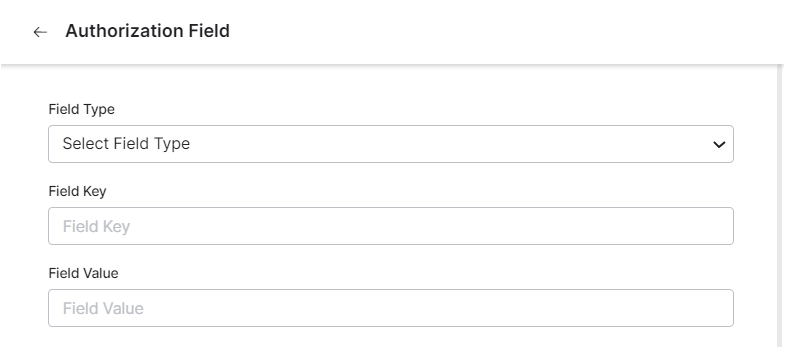 Authorization Field
Field Type
Select Field Type
Field Key
Field Key
Field Value
Field Value